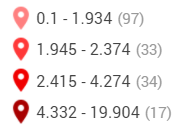 0.1 - 1.934 (97)
1.945 - 2.374 (33)
2.415 - 4.274 (34)
4.332 - 19.904 (17)